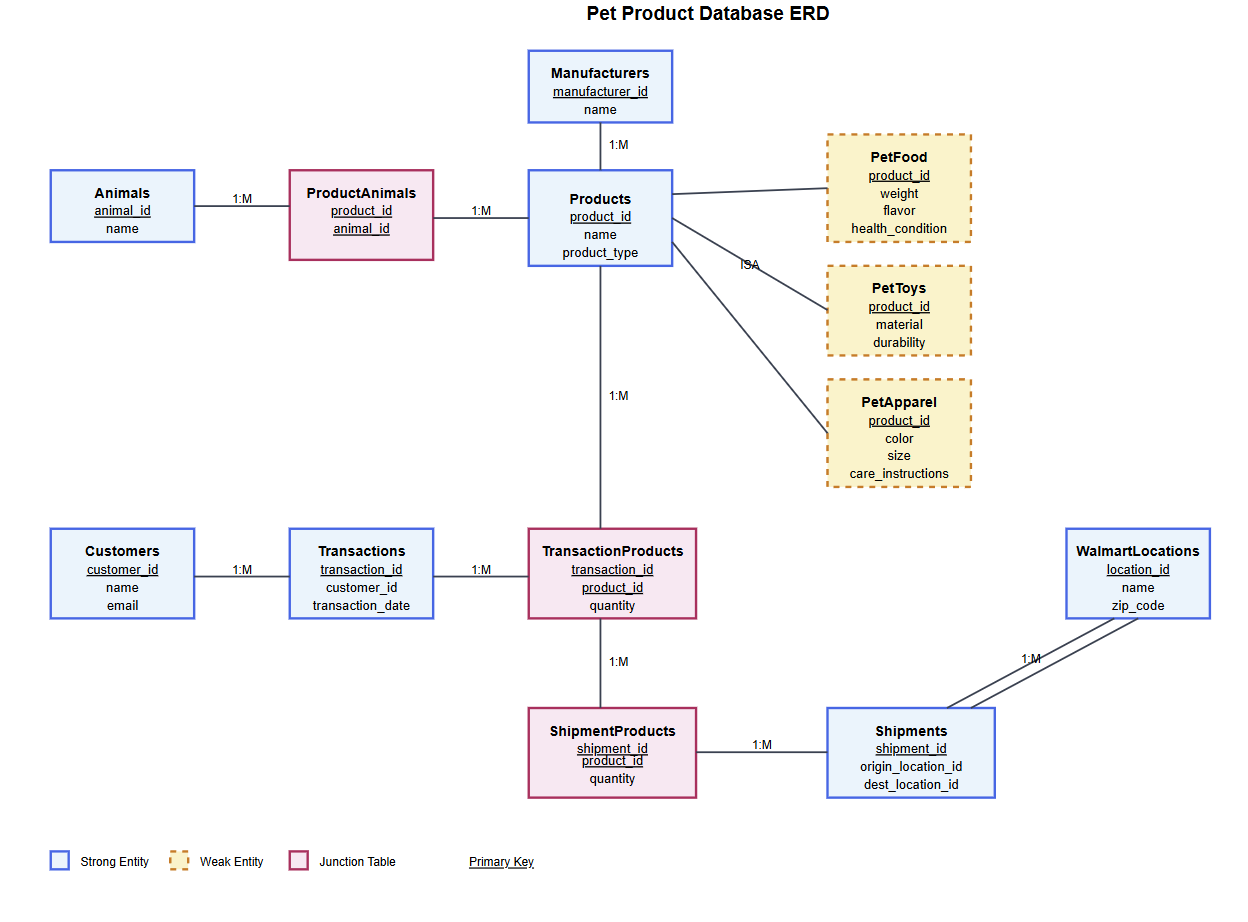 Pet Product Database ERD
Manufacturers
manufacturer_id
name
1:M
Animals
animal_id
name
1:M
ProductAnimals
product_id
animal_id
1:M
Products
product_id
name
product_type
PetFood
product_id
weight
flavor
health_condition
ISA
PetToys
product_id
material
durability
PetApparel
product_id
color
size
care_instructions
1:M
Customers
customer_id
name
email
1:M
Transactions
transaction_id
customer_id
transaction_date
1:M
TransactionProducts
transaction_id
product_id
quantity
WalmartLocations
location_id
name
zip_code
1:M
1:M
ShipmentProducts
shipment_id
product_id
quantity
1:M
Shipments
shipment_id
origin_location_id
dest_location_id
Strong Entity
Weak Entity
Junction Table
Primary Key